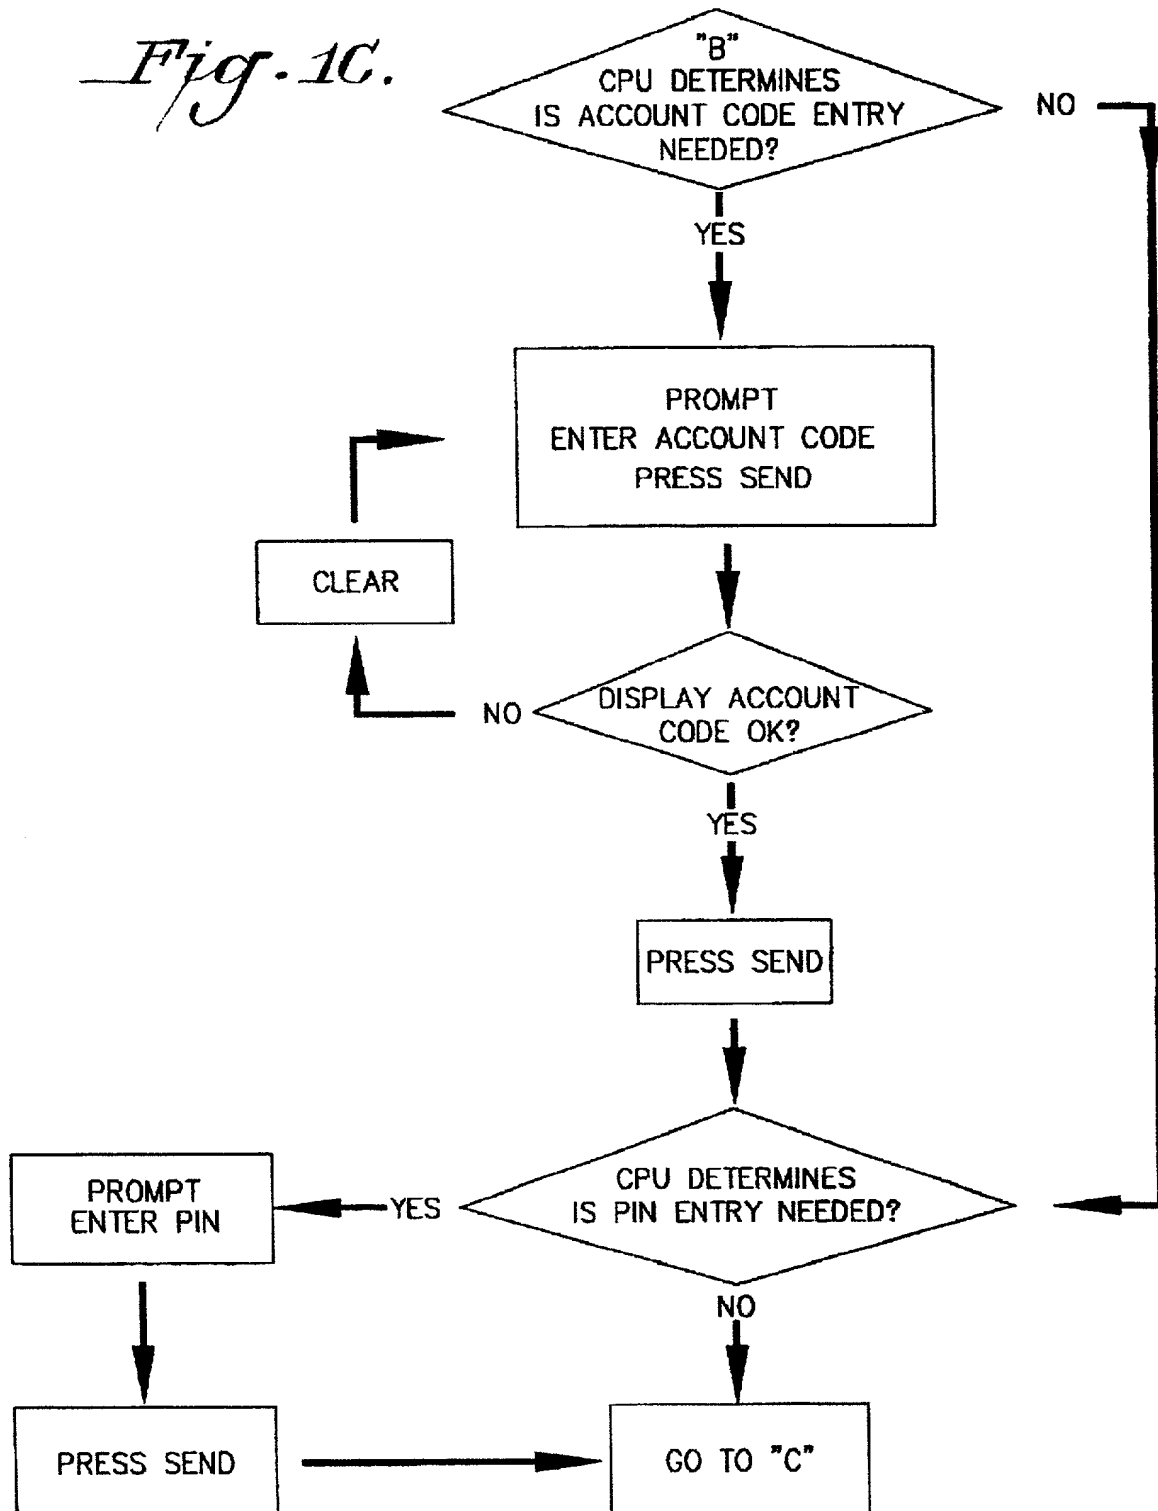 Fig. 1C.
"B"
CPU DETERMINES
IS ACCOUNT CODE ENTRY
NEEDED?
NO
YES
PROMPT
ENTER ACCOUNT CODE
PRESS SEND
CLEAR
NO
DISPLAY ACCOUNT
CODE OK?
YES
PRESS SEND
CPU DETERMINES
IS PIN ENTRY NEEDED?
YES
PROMPT
ENTER PIN
NO
PRESS SEND
GO TO "C"